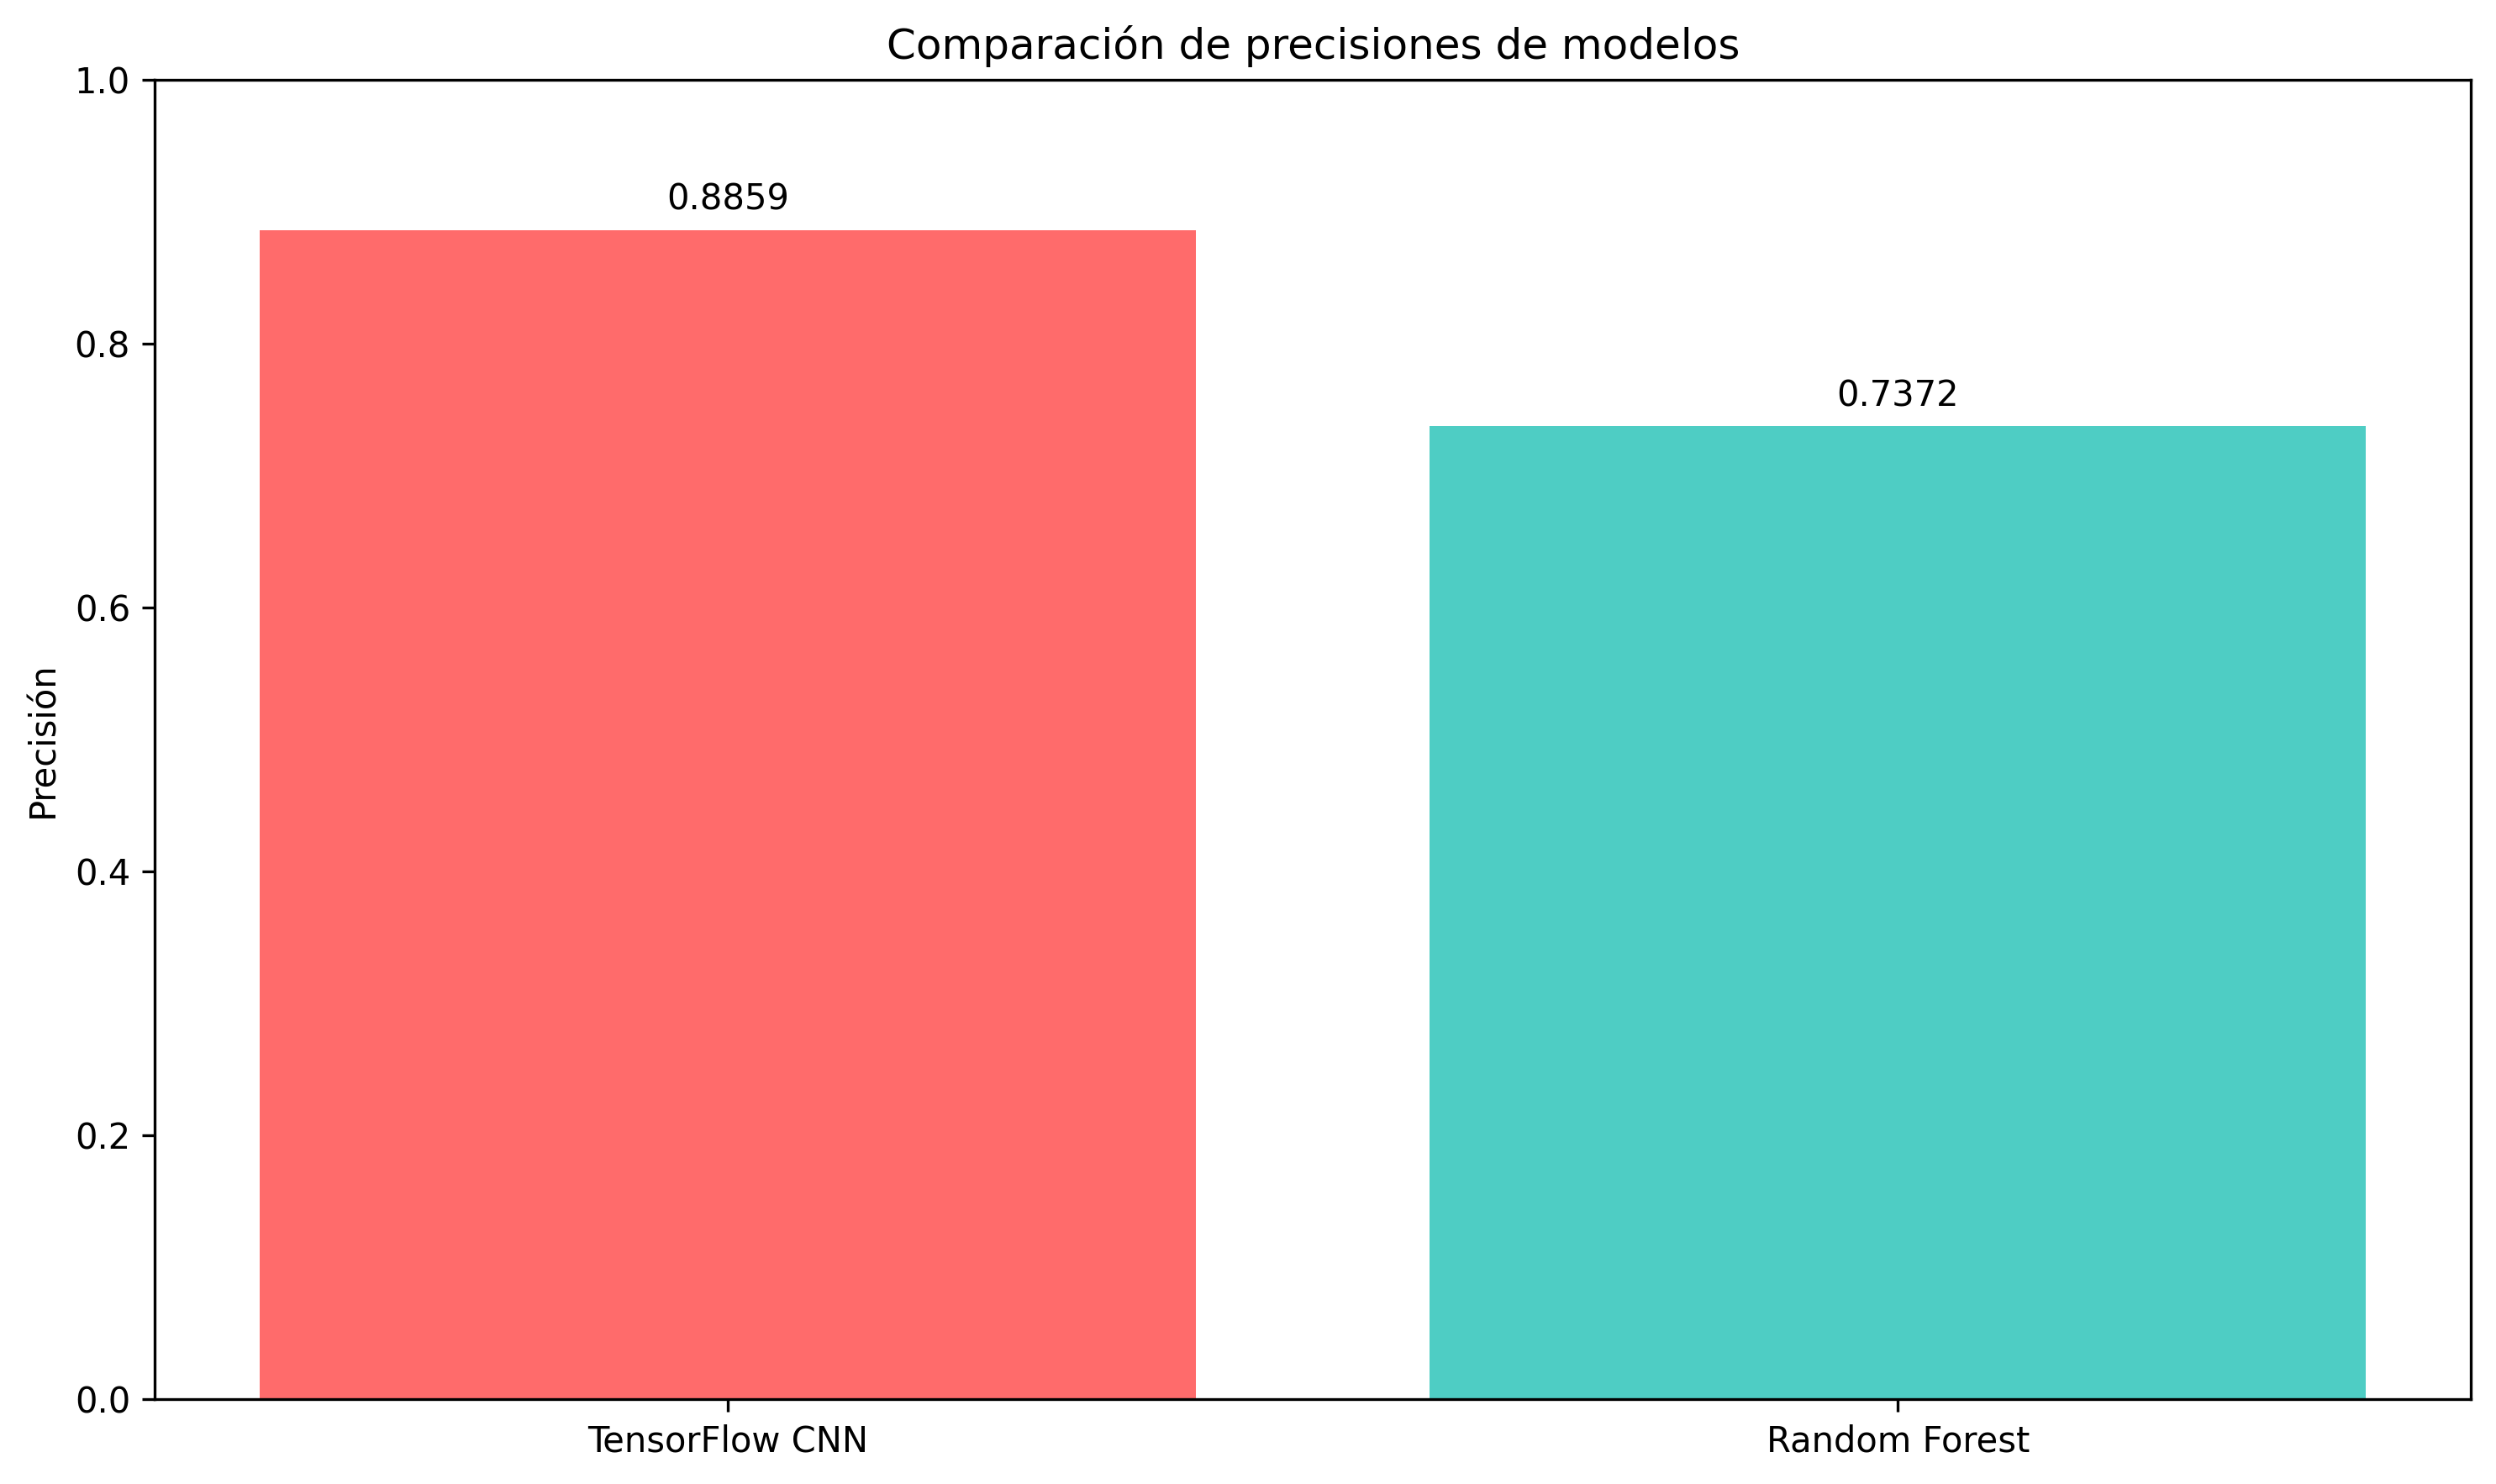 Comparación de precisiones de modelos
1.0
0.8
0.6
0.4
0.2
0.0
Precisión
0.8859
0.7372
TensorFlow CNN
Random Forest